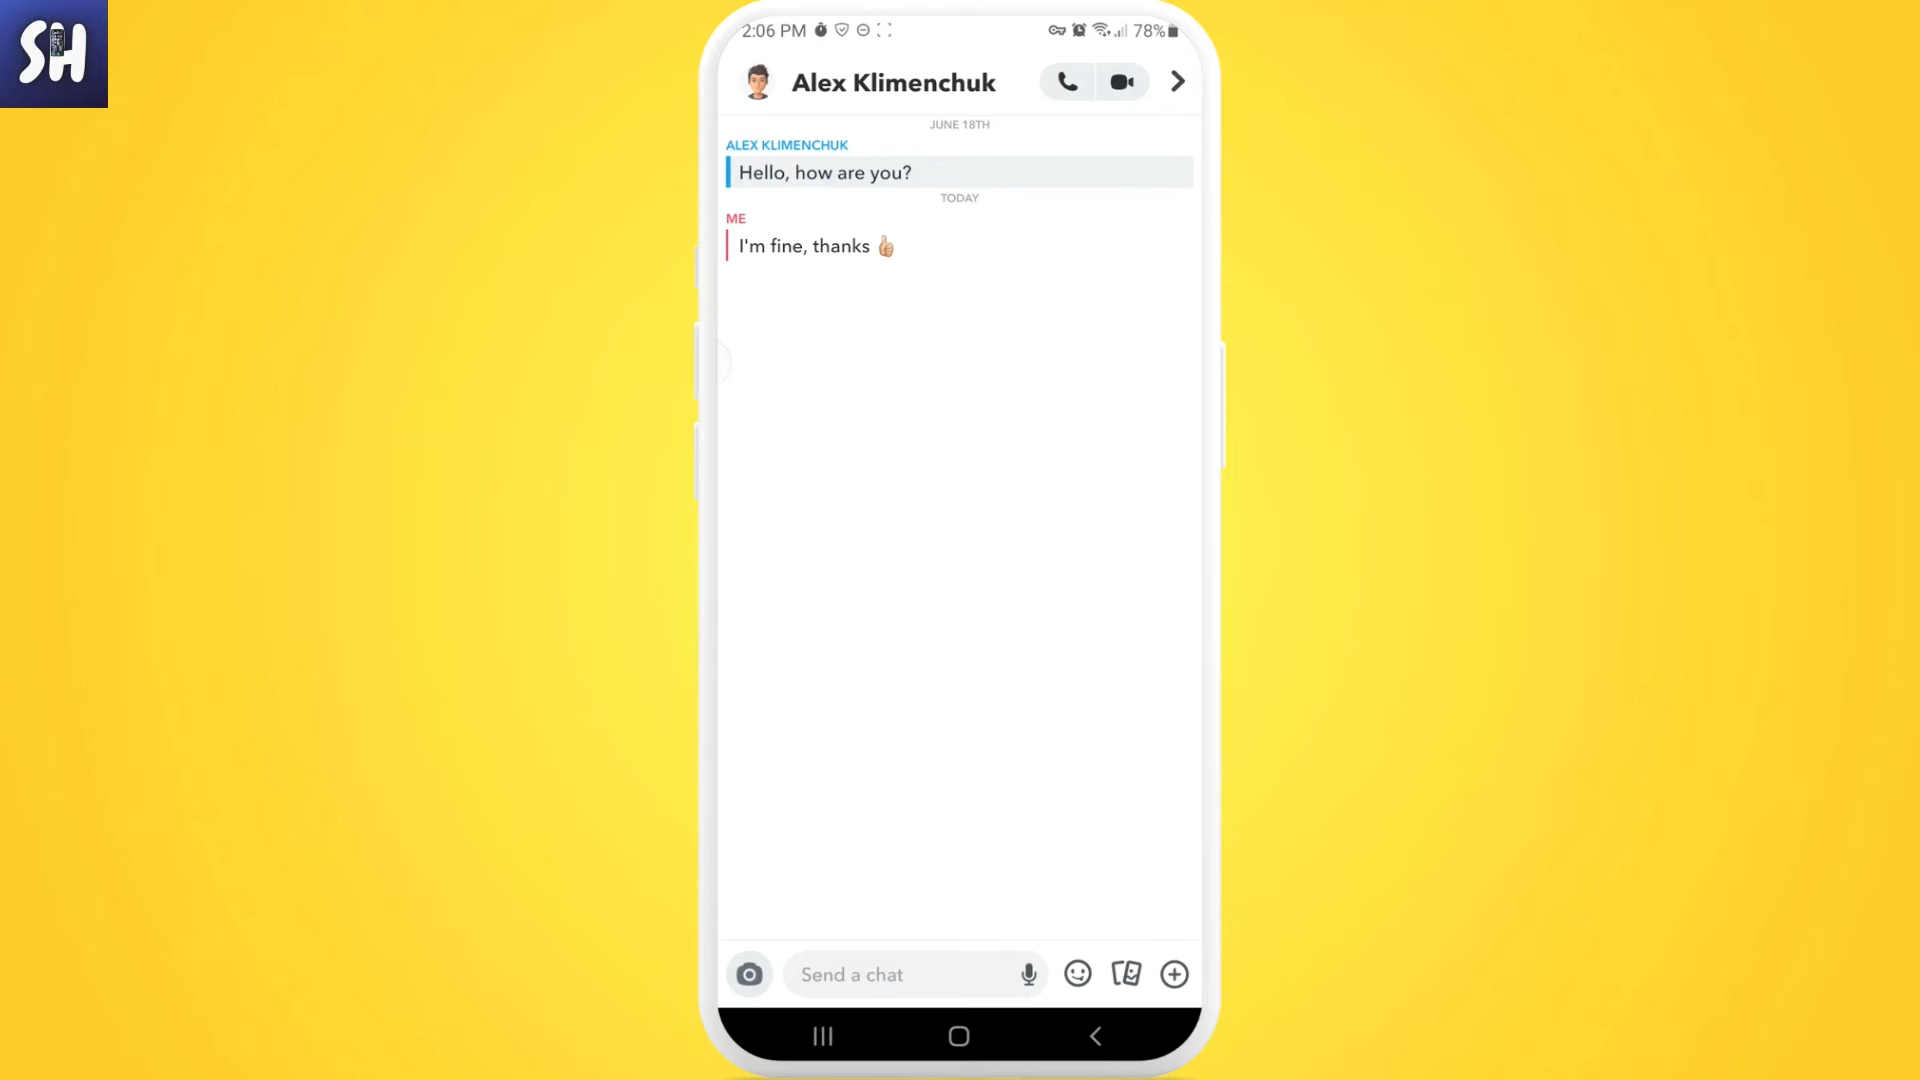 SH
2:06 PM 78%
Alex Klimenchuk
JUNE 18TH
ALEX KLIMENCHUK
Hello, how are you?
TODAY
ME
I'm fine, thanks 👍🏼
Send a chat